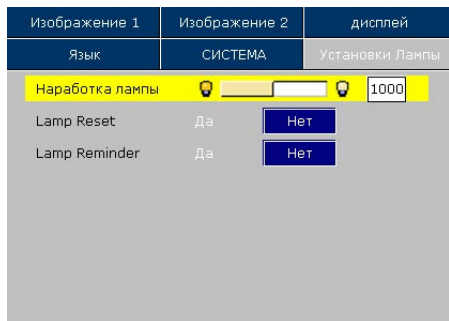 Изображение 1 Изображение 2 дисплей
Язык СИСТЕМА Установки Лампы
Наработка лампы 1000
Lamp Reset Да Нет
Lamp Reminder Да Нет